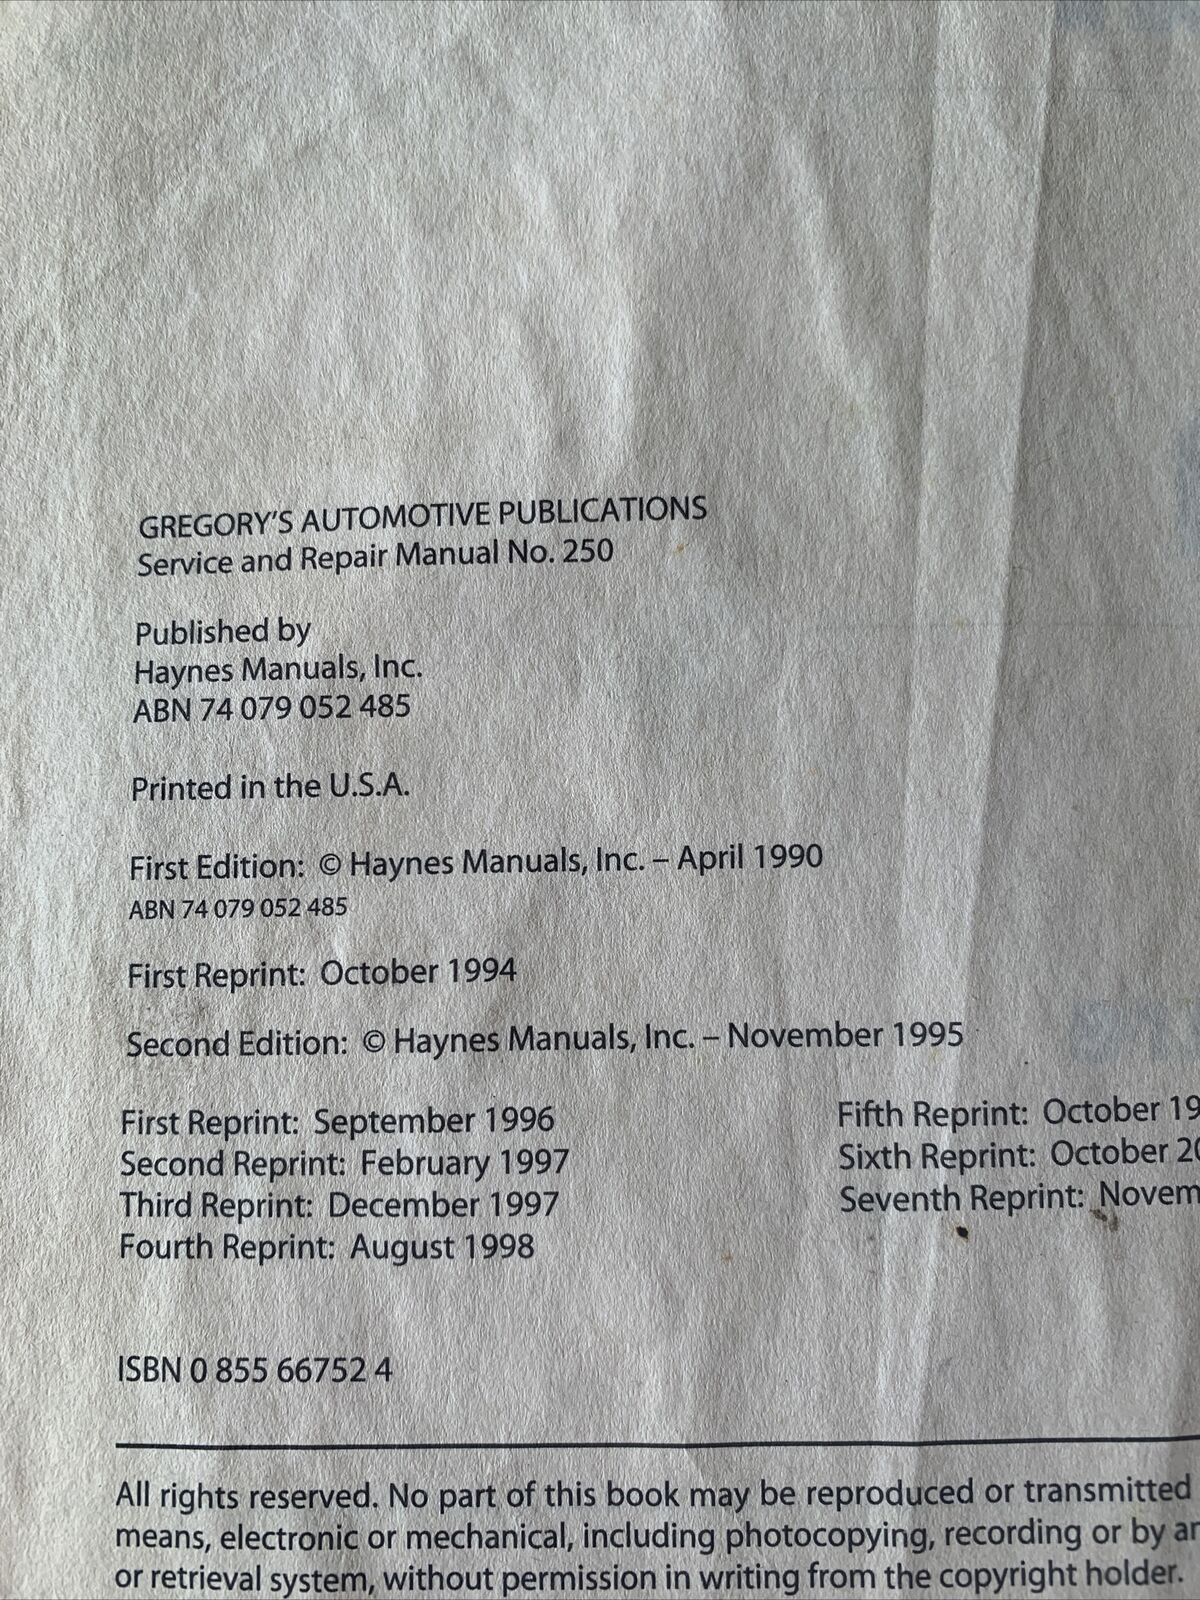 GREGORY'S AUTOMOTIVE PUBLICATIONS
Service and Repair Manual No. 250
Published by
Haynes Manuals, Inc.
ABN 74 079 052 485
Printed in the U.S.A.
First Edition: © Haynes Manuals, Inc. – April 1990
ABN 74 079 052 485
First Reprint: October 1994
Second Edition: © Haynes Manuals, Inc. – November 1995
First Reprint: September 1996
Second Reprint: February 1997
Third Reprint: December 1997
Fourth Reprint: August 1998
Fifth Reprint: October
Sixth Reprint: October
Seventh Reprint:
ISBN 0 855 66752 4
All rights reserved. No part of this book may be reproduced or transmitted
means, electronic or mechanical, including photocopying, recording or by
or retrieval system, without permission in writing from the copyright holder.